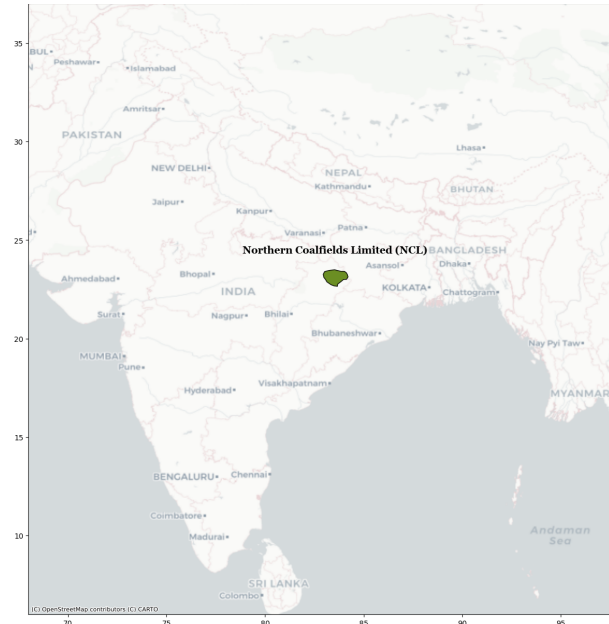 35
BUL
Peshawar
Islamabad
Amritsar
PAKISTAN
30
Lhasa
NEW DELHI
NEPAL
Kathmandu
BHUTAN
Jaipur
Kanpur
Patna
Varanasi
25
Northern Coalfields Limited (NCL)
BANGLADESH
Asansol
Dhaka
Ahmedabad
Bhopal
INDIA
KOLKATA
Chattogram
Surat
Nagpur
Bhilai
Bhubaneshwar
20
Nay Pyi Taw
MUMBAI
Pune
Hyderabad
Visakhapatnam
MYANMAR
15
BENGALURU
Chennai
Coimbatore
10
Andaman
Sea
Madurai
SRI LANKA
Colombo
(C) OpenStreetMap contributors (C) CARTO
70
75
80
85
90
95